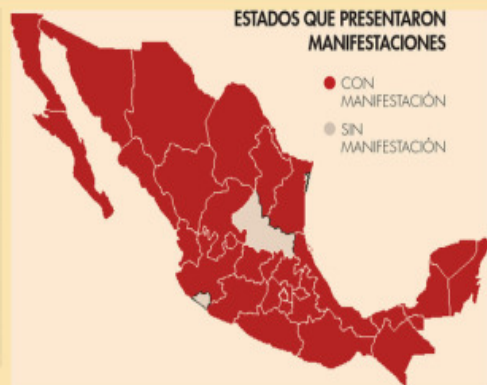 ESTADOS QUE PRESENTARON
MANIFESTACIONES
CON
MANIFESTACIÓN
SIN
MANIFESTACIÓN